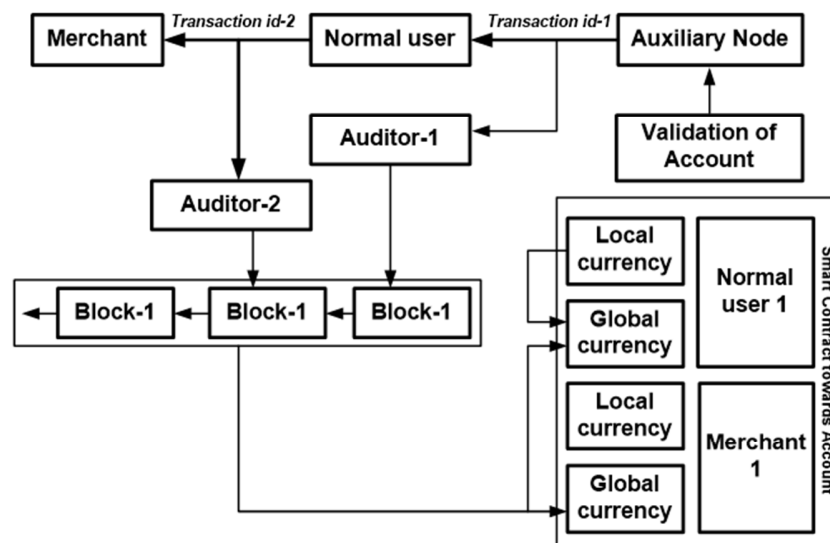 Transaction id-2
Transaction id-1
Merchant
Normal user
Auxiliary Node
Auditor-1
Validation of
Account
Auditor-2
Local
currency
Normal
user 1
Global
currency
Block-1
Block-1
Block-1
Local
currency
Merchant
1
Global
currency
Smart Contract towards Account